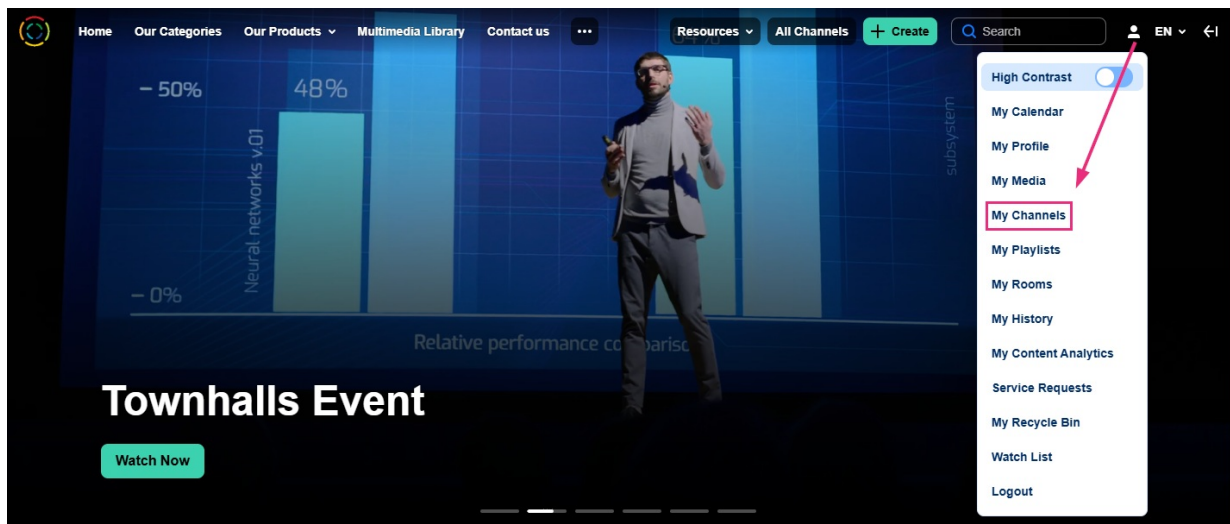 Home Our Categories Our Products Multimedia Library Contact us ... Resources All Channels + Create Search EN
High Contrast
My Calendar
My Profile
My Media
My Channels
My Playlists
My Rooms
My History
My Content Analytics
Service Requests
My Recycle Bin
Watch List
Logout
– 50%
48%
Neural networks v.01
subsystem
– 0%
Relative performance
Townhalls Event
Watch Now